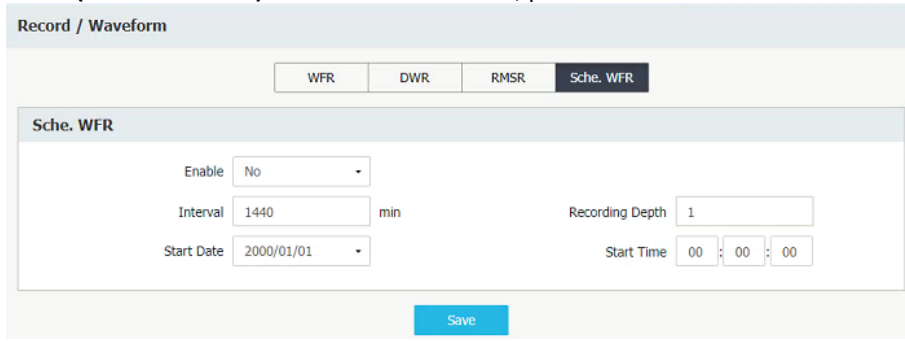 Record / Waveform
WFR DWR RMSR Sche. WFR
Sche. WFR
Enable No
Interval 1440 min Recording Depth 1
Start Date 2000/01/01 Start Time 00 : 00 : 00
Save